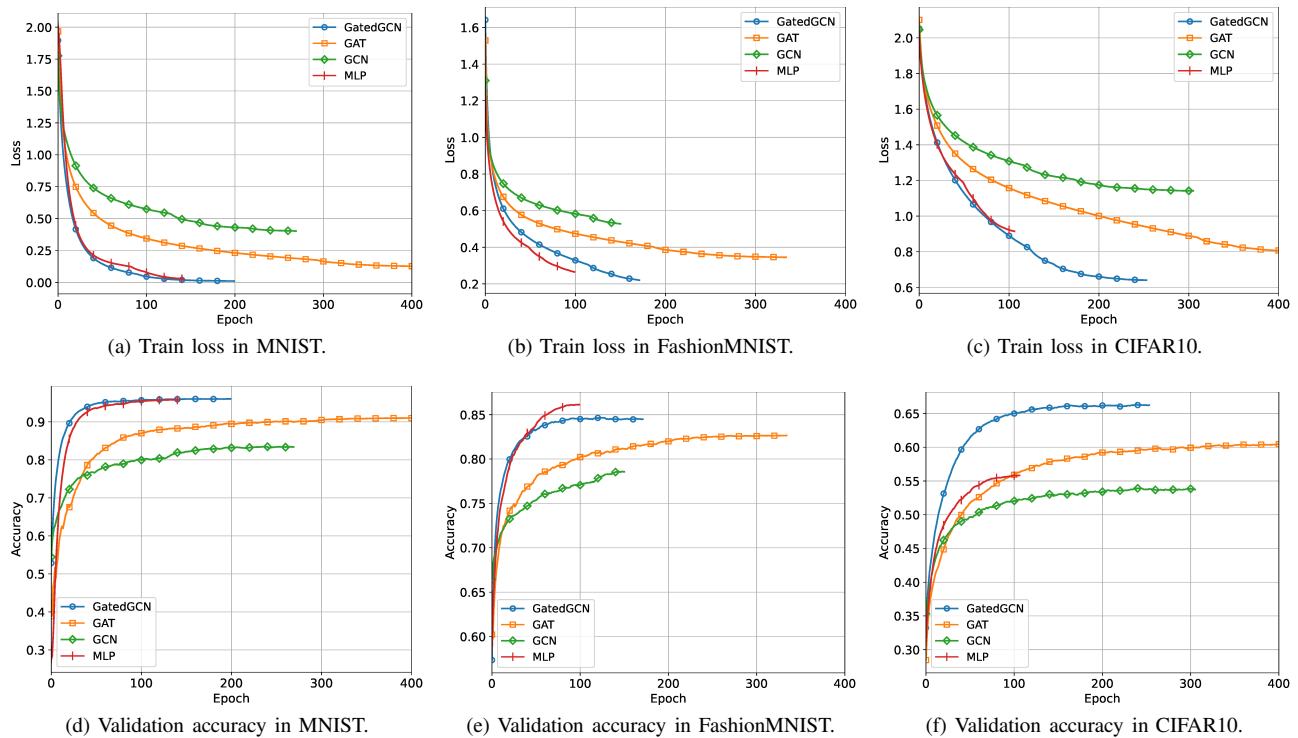 2.00
1.75
1.50
1.25
1.00
0.75
0.50
0.25
0.00
Loss
0 100 200 300 400
Epoch
GatedGCN
GAT
GCN
MLP
(a) Train loss in MNIST.
1.6
1.4
1.2
1.0
0.8
0.6
0.4
0.2
Loss
0 100 200 300 400
Epoch
GatedGCN
GAT
GCN
MLP
(b) Train loss in FashionMNIST.
2.0
1.8
1.6
1.4
1.2
1.0
0.8
0.6
Loss
0 100 200 300 400
Epoch
GatedGCN
GAT
GCN
MLP
(c) Train loss in CIFAR10.
0.9
0.8
0.7
0.6
0.5
0.4
0.3
Accuracy
0 100 200 300 400
Epoch
GatedGCN
GAT
GCN
MLP
(d) Validation accuracy in MNIST.
0.85
0.80
0.75
0.70
0.65
0.60
Accuracy
0 100 200 300 400
Epoch
GatedGCN
GAT
GCN
MLP
(e) Validation accuracy in FashionMNIST.
0.65
0.60
0.55
0.50
0.45
0.40
0.35
0.30
Accuracy
0 100 200 300 400
Epoch
GatedGCN
GAT
GCN
MLP
(f) Validation accuracy in CIFAR10.